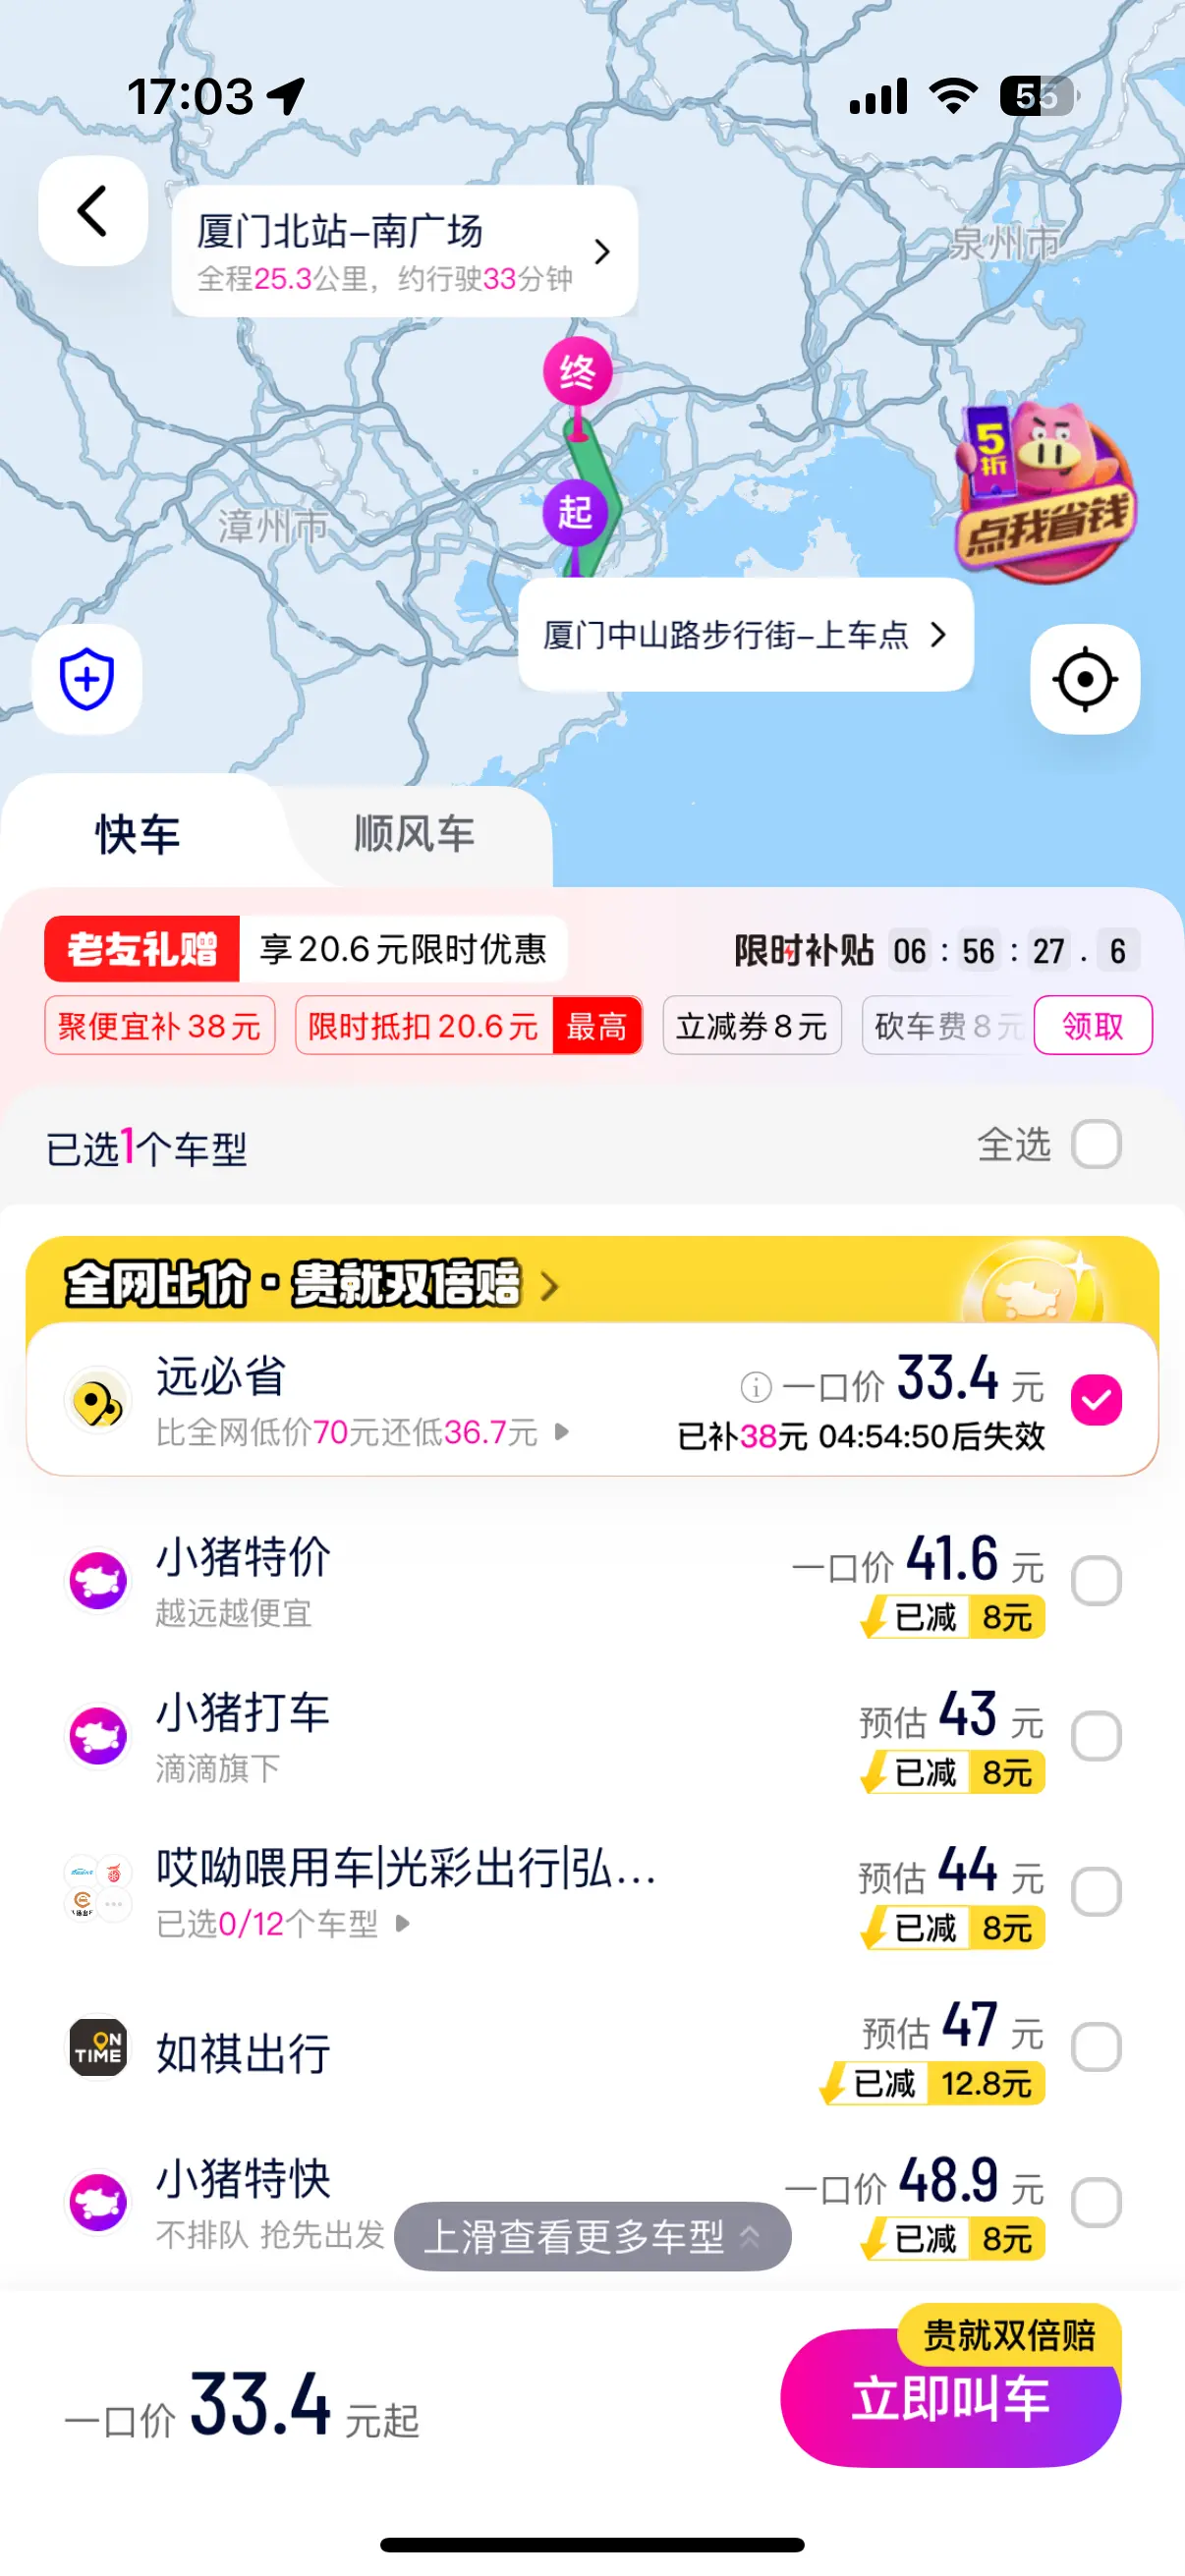 17:03
55
厦门北站–南广场
全程25.3公里，约行驶33分钟
泉州市
终
5折
点我省钱
起
漳州市
厦门中山路步行街–上车点
快车
顺风车
老友礼赠 享20.6元限时优惠
限时补贴 06 : 56 : 27 . 6
聚便宜补38元 限时抵扣20.6元 最高 立减券8元 砍车费8元 领取
已选1个车型
全选
全网比价·贵就双倍赔
远必省
一口价 33.4 元
比全网低价70元还低36.7元
已补38元 04:54:50后失效
小猪特价
一口价 41.6 元
越远越便宜
已减 8元
小猪打车
预估 43 元
滴滴旗下
已减 8元
哎呦喂用车|光彩出行|弘...
预估 44 元
已选0/12个车型
已减 8元
ON TIME
如祺出行
预估 47 元
已减 12.8元
小猪特快
一口价 48.9 元
不排队 抢先出发
已减 8元
上滑查看更多车型
贵就双倍赔
一口价 33.4 元起
立即叫车